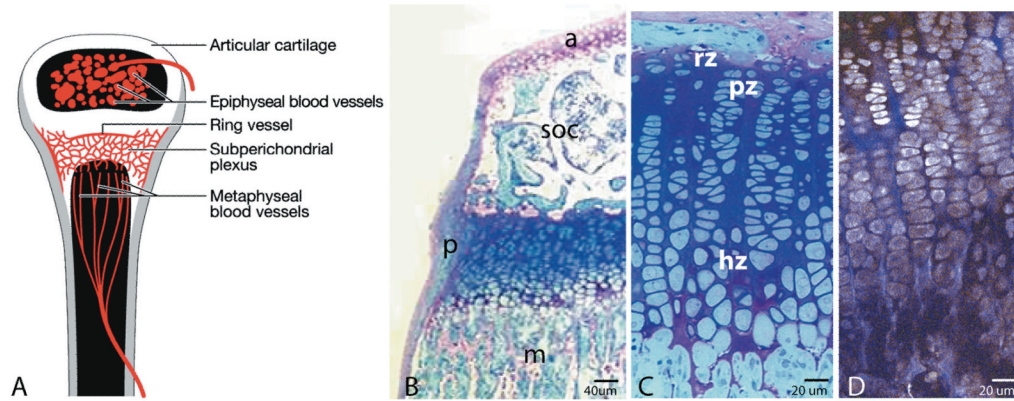 Articular cartilage
Epiphyseal blood vessels
Ring vessel
Subperichondrial
plexus
Metaphyseal
blood vessels
A
a
soc
p
m
B
40um
rz
pz
hz
C
20 um
D
20 um